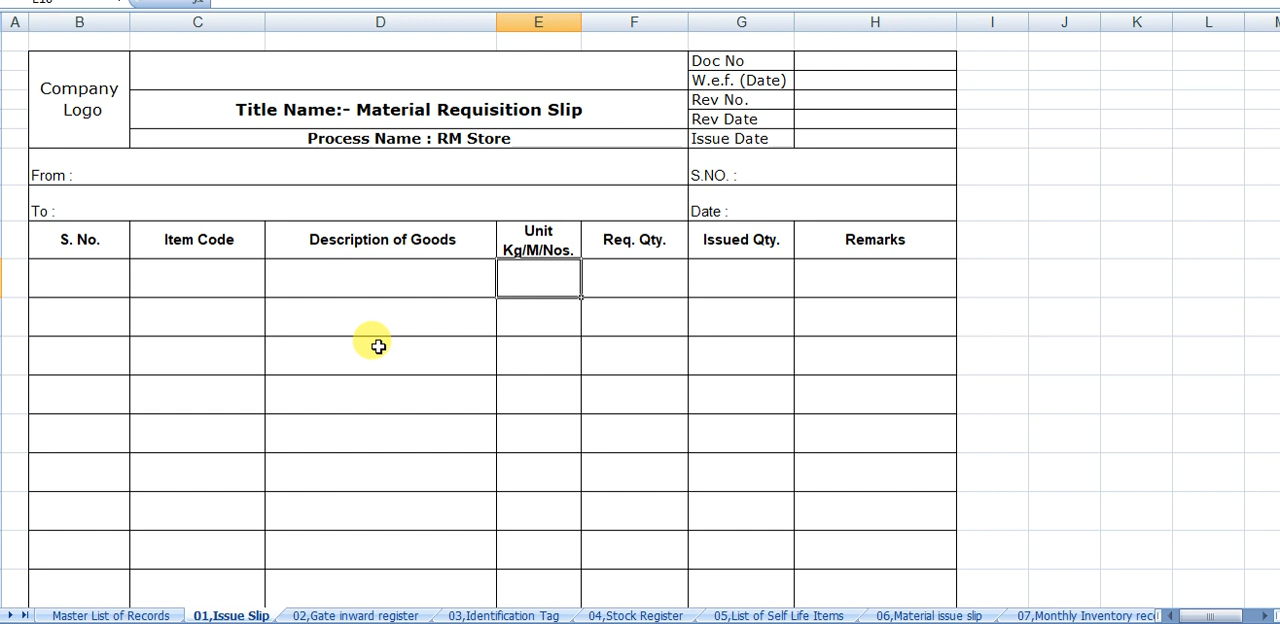 A B C D E F G H I J K L
Company
Logo
Title Name:- Material Requisition Slip
Process Name : RM Store
Doc No
W.e.f. (Date)
Rev No.
Rev Date
Issue Date
From :
S.NO. :
To :
Date :
S. No. Item Code Description of Goods Unit Kg/M/Nos. Req. Qty. Issued Qty. Remarks
Master List of Records 01,Issue Slip 02,Gate inward register 03,Identification Tag 04,Stock Register 05,List of Self Life Items 06,Material issue slip 07,Monthly Inventory reco